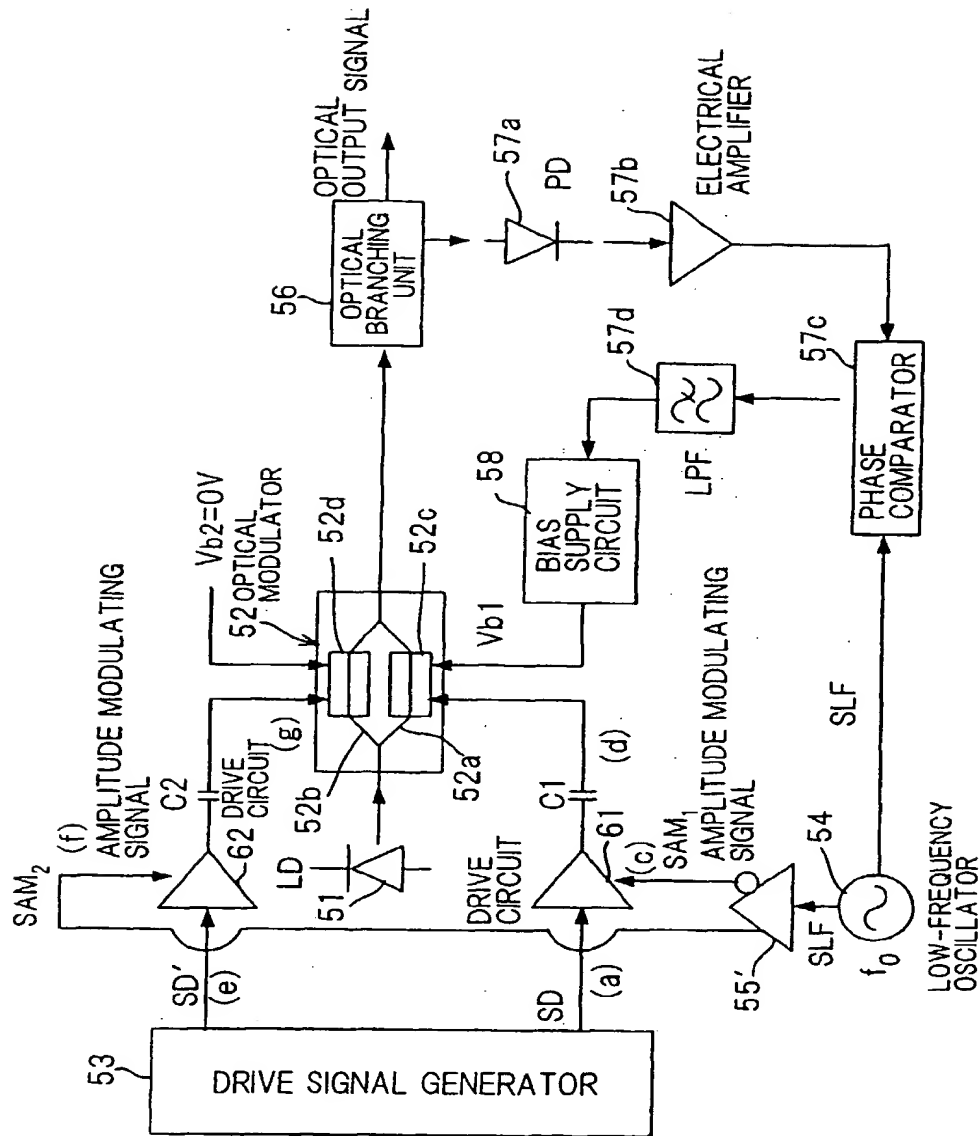 53
DRIVE SIGNAL GENERATOR
SD'
(e)
SD
(a)
SAM2
(f)
AMPLITUDE MODULATING
SIGNAL
62
DRIVE CIRCUIT
C2
(g)
LD
51
DRIVE
CIRCUIT
61
C1
(d)
(c)
SAM1
AMPLITUDE MODULATING
SIGNAL
55'
SLF
54
f0
LOW-FREQUENCY
OSCILLATOR
SLF
Vb2=0V
52 OPTICAL
MODULATOR
52d
52c
52b
52a
Vb1
58
BIAS
SUPPLY
CIRCUIT
57d
LPF
57c
PHASE
COMPARATOR
56
OPTICAL
BRANCHING
UNIT
OPTICAL
OUTPUT SIGNAL
57a
PD
57b
ELECTRICAL
AMPLIFIER